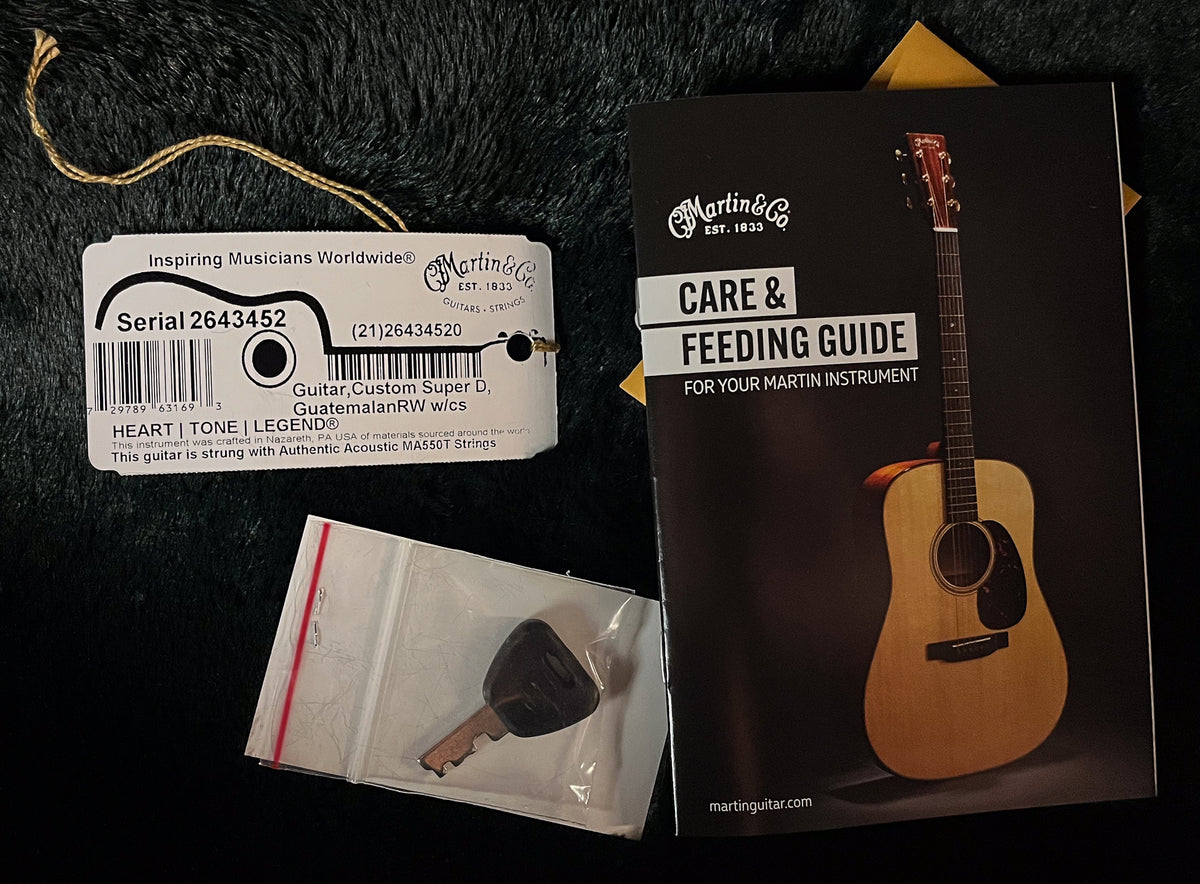 Inspiring Musicians Worldwide®
Martin & Co.
EST. 1833
GUITARS • STRINGS
Serial 2643452
(21)26434520
7 29789 63169 3
Guitar,Custom Super D,
GuatemalanRW w/cs
HEART | TONE | LEGEND®
This instrument was crafted in Nazareth, PA USA of materials sourced around the world
This guitar is strung with Authentic Acoustic MA550T Strings
CF Martin & Co.
EST. 1833
CARE &
FEEDING GUIDE
FOR YOUR MARTIN INSTRUMENT
martinguitar.com